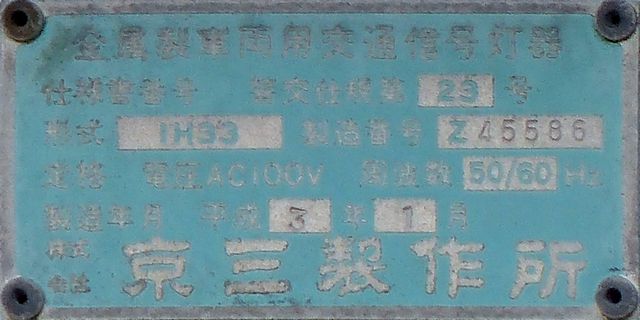 金属製車両用交通信号灯器
仕様書番号 警交仕規第 23 号
形式 1H33 製造番号 Z45586
定格 電圧AC100V 周波数 50/60 Hz
製造年月 平成 3 年 1 月
株式会社 京三製作所